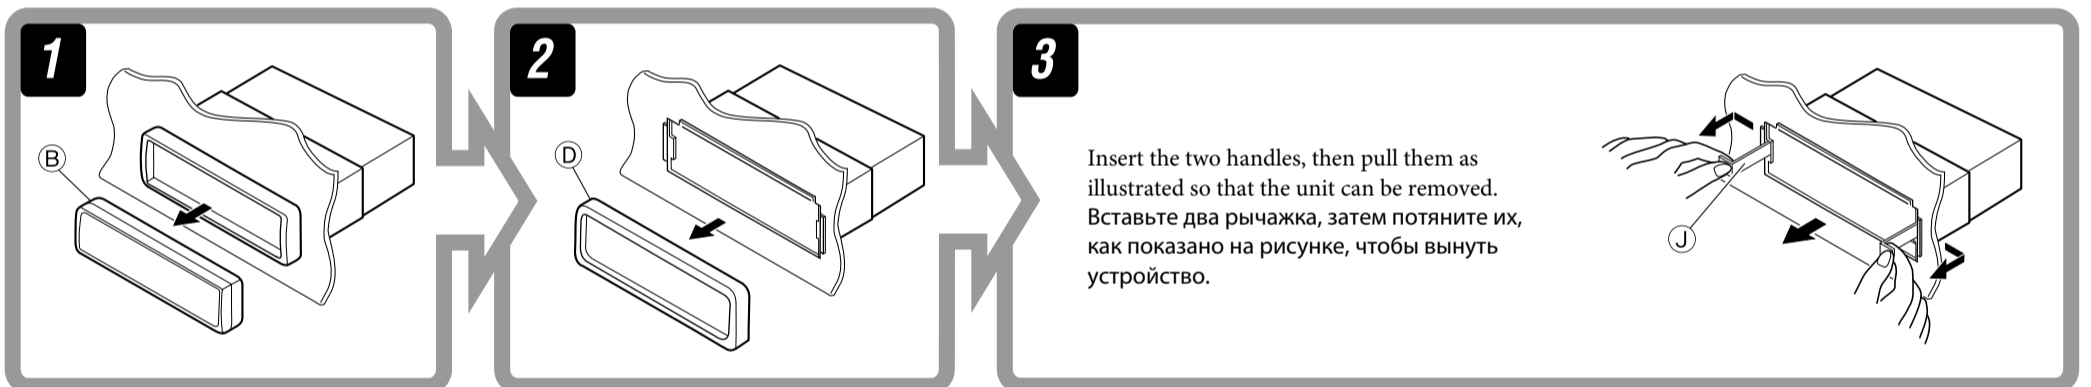 1
B
2
D
3
Insert the two handles, then pull them as
illustrated so that the unit can be removed.
Вставьте два рычажка, затем потяните их,
как показано на рисунке, чтобы вынуть
устройство.
J